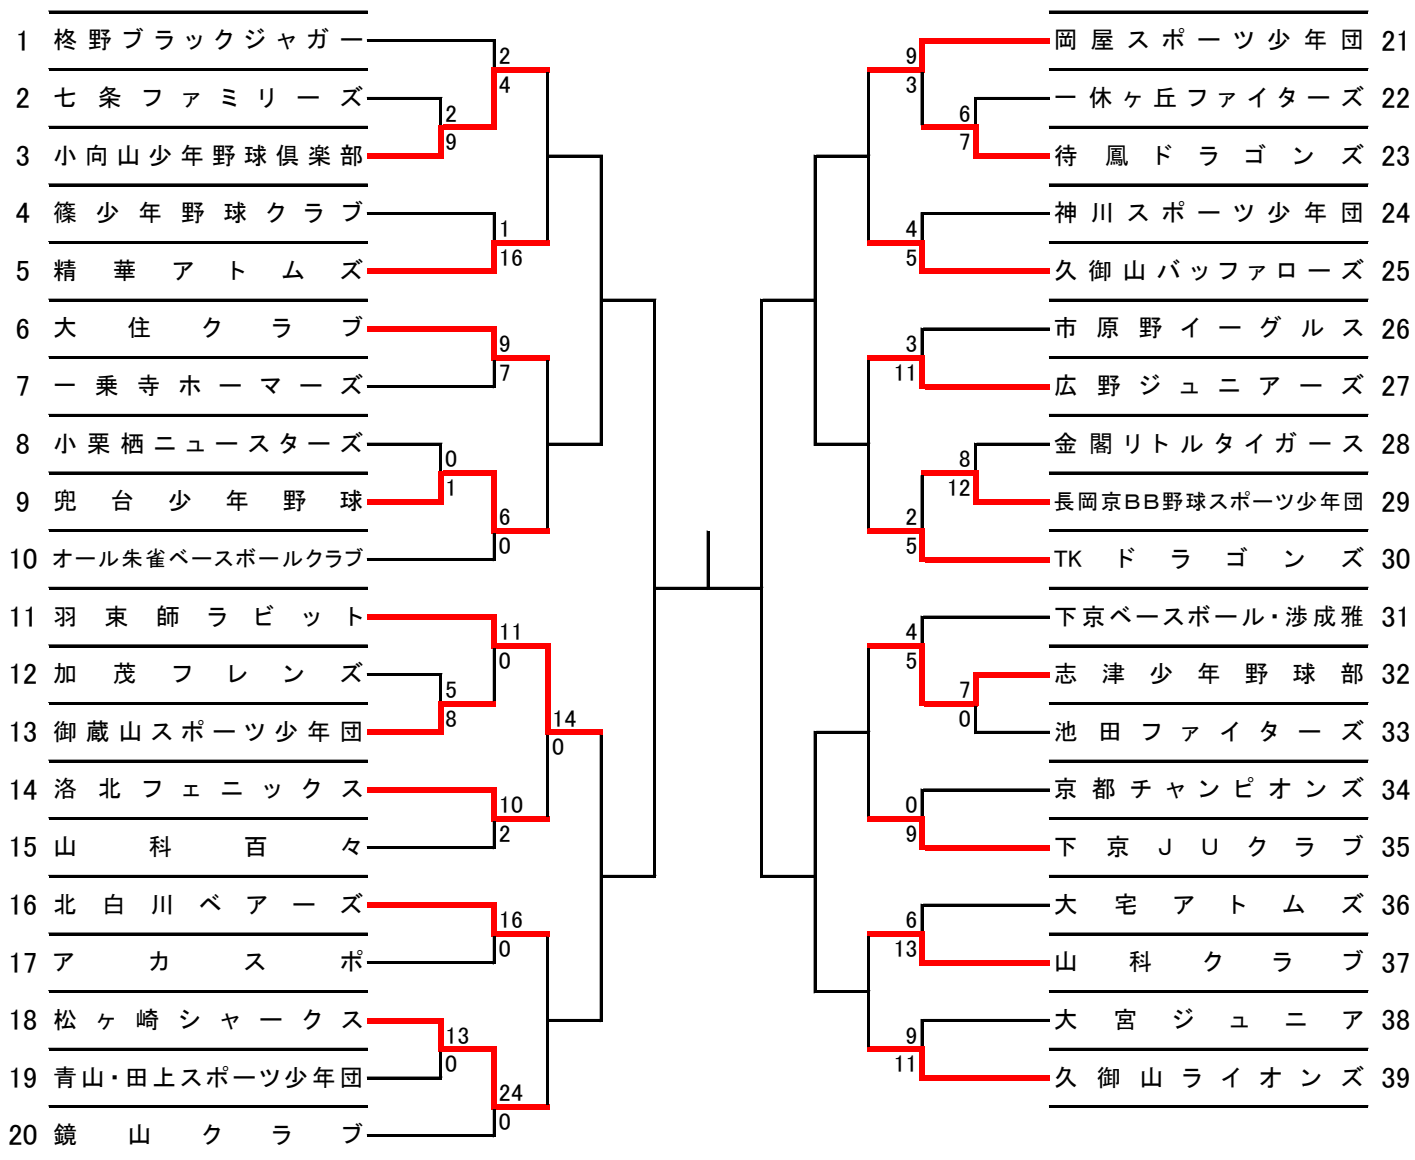 1 柊野ブラックジャガー
2 七条ファミリーズ
3 小向山少年野球倶楽部
4 篠少年野球クラブ
5 精華アトムズ
6 大住クラブ
7 一乗寺ホーマーズ
8 小栗栖ニュースターズ
9 兜台少年野球
10 オール朱雀ベースボールクラブ
11 羽束師ラビット
12 加茂フレンズ
13 御蔵山スポーツ少年団
14 洛北フェニックス
15 山科百々
16 北白川ベアーズ
17 アカスポ
18 松ヶ崎シャークス
19 青山・田上スポーツ少年団
20 鏡山クラブ
2
4
2
9
1
16
9
7
0
1
6
0
11
0
5
8
14
0
10
2
16
0
13
0
24
0
9
3
6
7
4
5
3
11
8
12
2
5
4
5
7
0
0
9
6
13
9
11
岡屋スポーツ少年団 21
一休ヶ丘ファイターズ 22
待鳳ドラゴンズ 23
神川スポーツ少年団 24
久御山バッファローズ 25
市原野イーグルス 26
広野ジュニアーズ 27
金閣リトルタイガース 28
長岡京BB野球スポーツ少年団 29
TKドラゴンズ 30
下京ベースボール・渉成雅 31
志津少年野球部 32
池田ファイターズ 33
京都チャンピオンズ 34
下京JUクラブ 35
大宅アトムズ 36
山科クラブ 37
大宮ジュニア 38
久御山ライオンズ 39